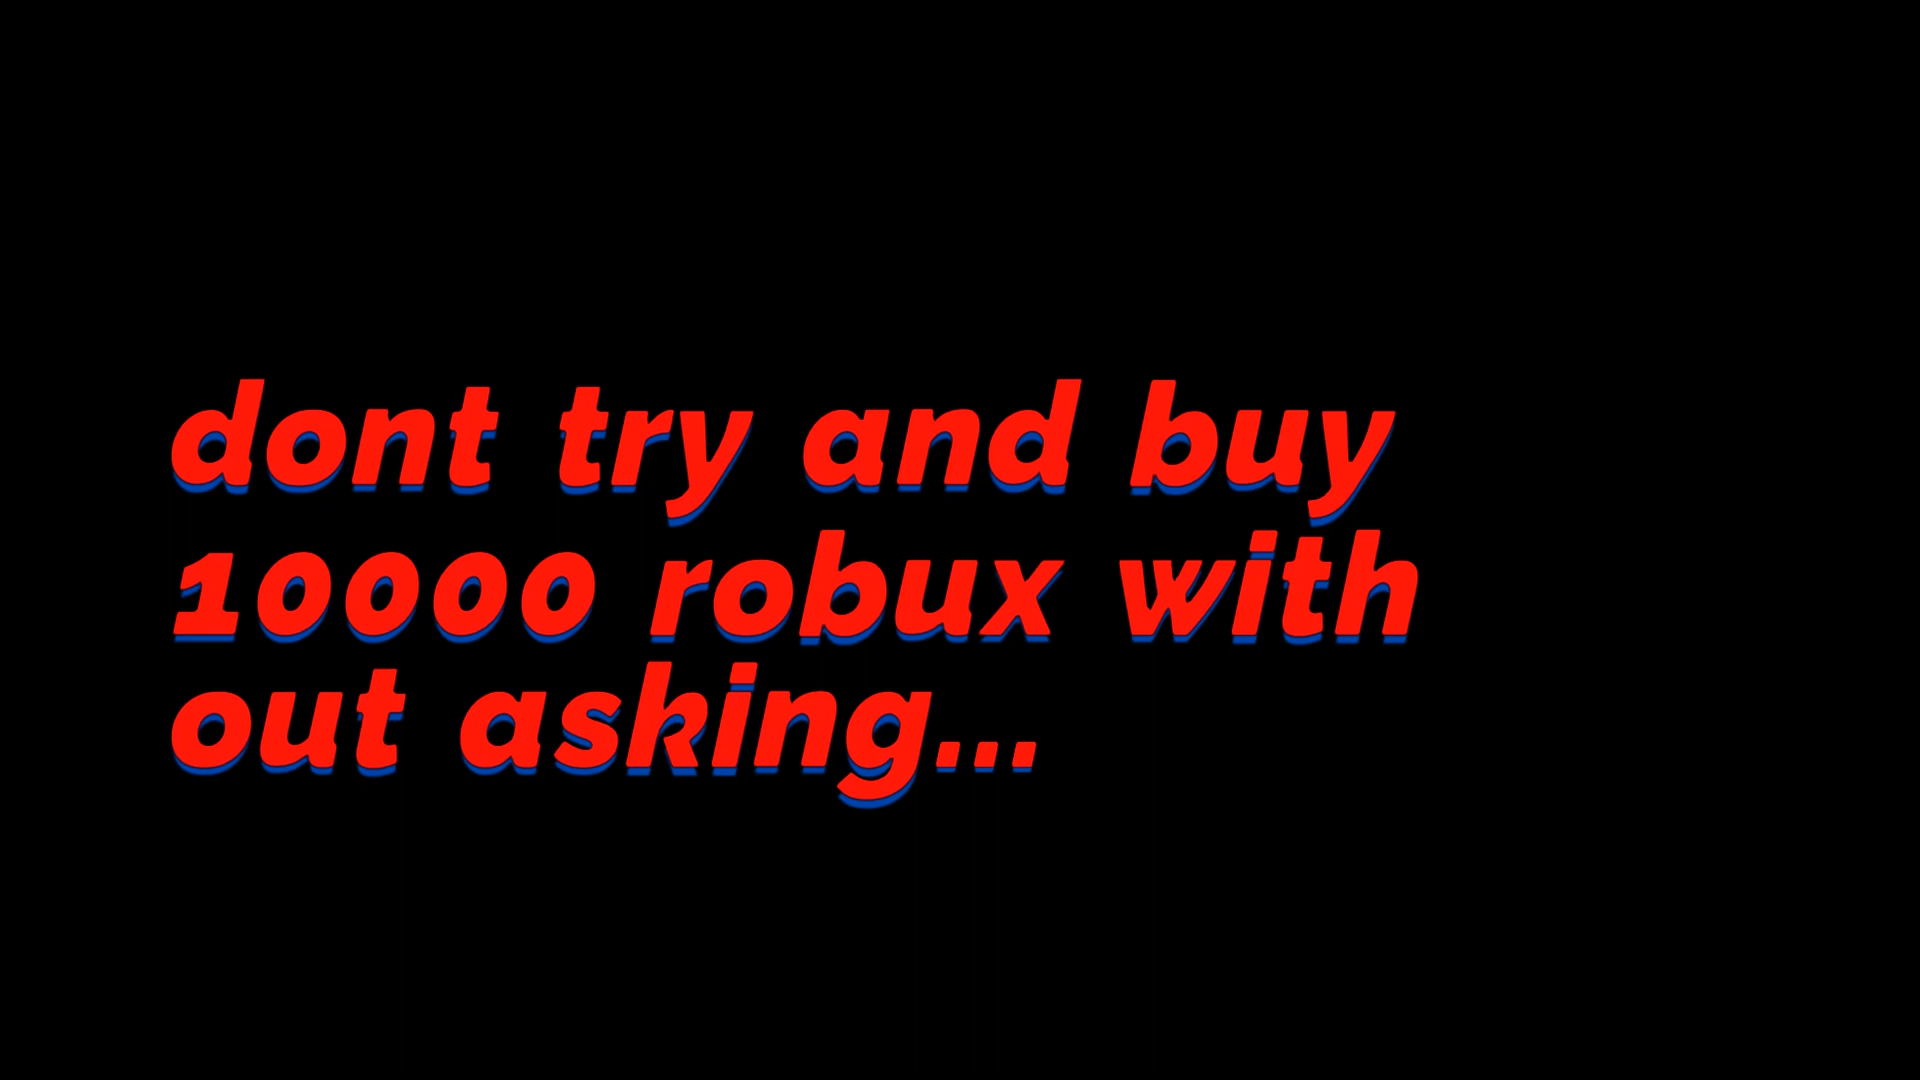 dont try and buy
10000 robux with
out asking...